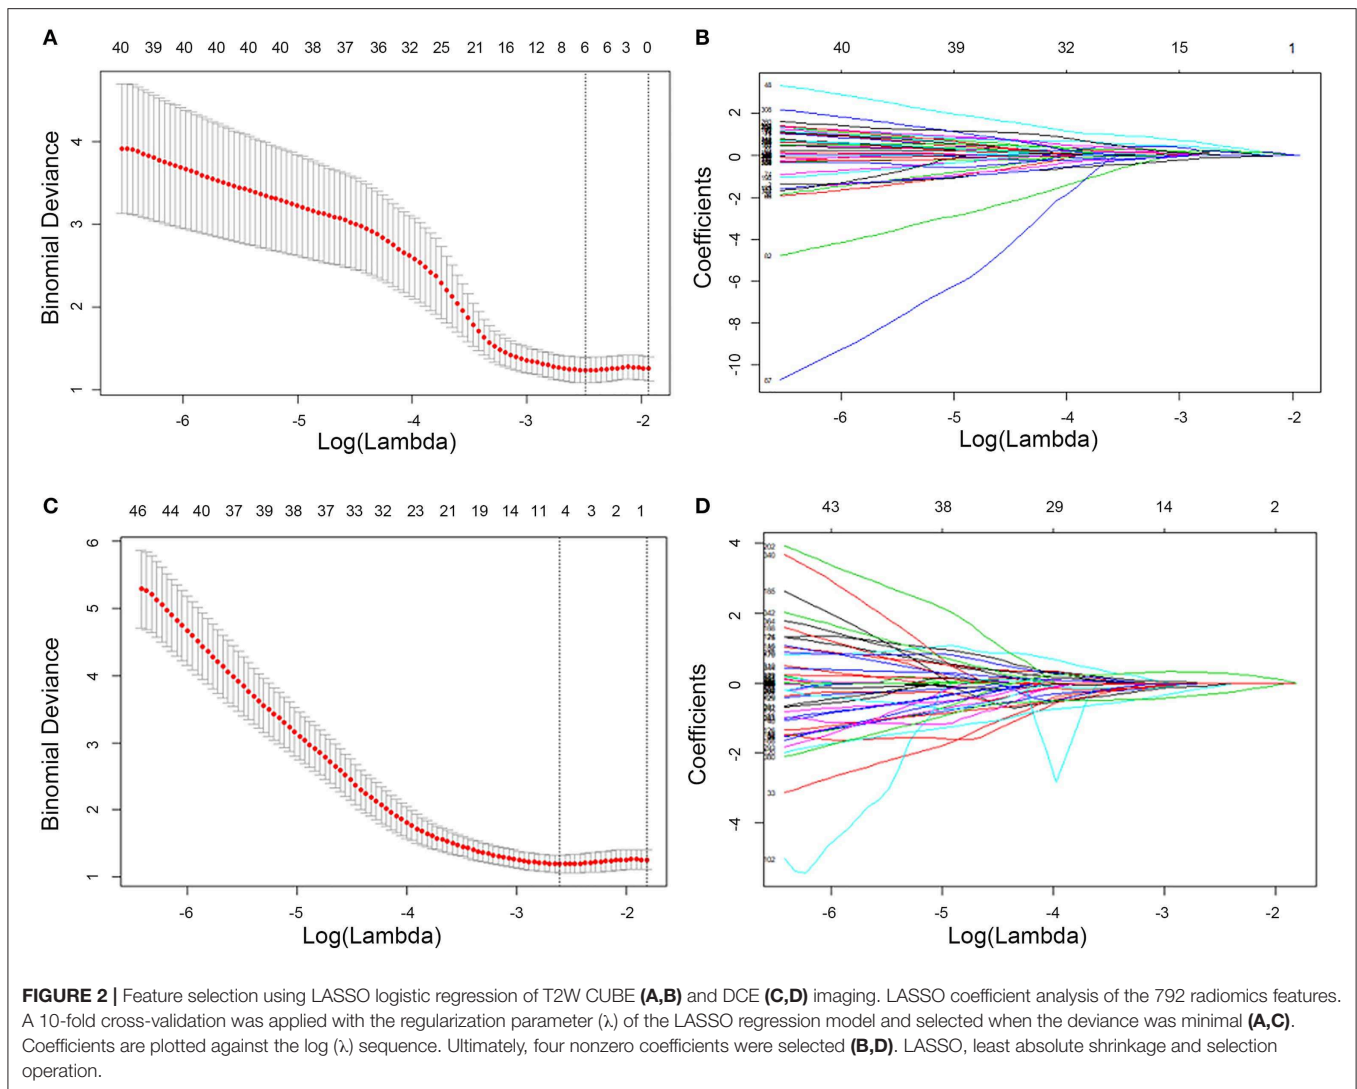 A
40 39 40 40 40 40 38 37 36 32 25 21 16 12 8 6 6 3 0
Binomial Deviance
4
3
2
1
-6 -5 -4 -3 -2
Log(Lambda)
B
40 39 32 15 1
Coefficients
2
0
-2
-4
-6
-8
-10
82
-6 -5 -4 -3 -2
Log(Lambda)
C
46 44 40 37 39 38 37 33 32 23 21 19 14 11 4 3 2 1
Binomial Deviance
6
5
4
3
2
1
-6 -5 -4 -3 -2
Log(Lambda)
D
43 38 29 14 2
Coefficients
4
2
0
-2
-4
202
340
185
33
102
-6 -5 -4 -3 -2
Log(Lambda)
FIGURE 2 | Feature selection using LASSO logistic regression of T2W CUBE (A,B) and DCE (C,D) imaging. LASSO coefficient analysis of the 792 radiomics features.
A 10-fold cross-validation was applied with the regularization parameter (λ) of the LASSO regression model and selected when the deviance was minimal (A,C).
Coefficients are plotted against the log (λ) sequence. Ultimately, four nonzero coefficients were selected (B,D). LASSO, least absolute shrinkage and selection
operation.